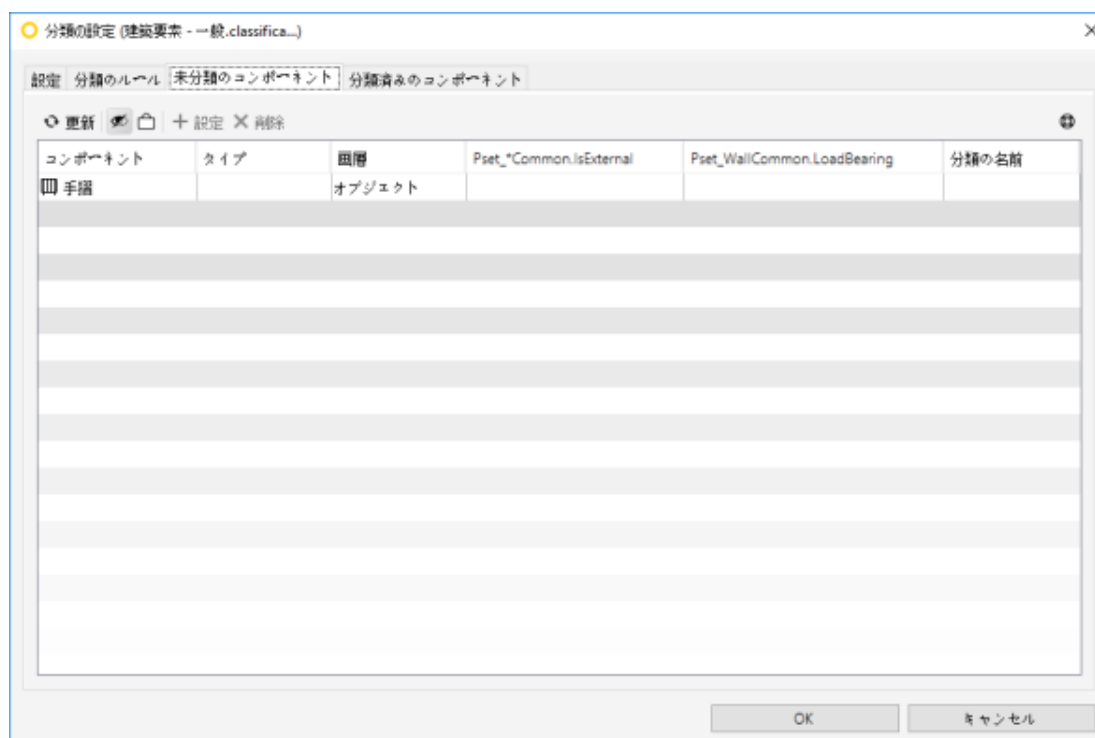 分類の設定 (建築要素 - 一般.classifica...)
設定 分類のルール 未分類のコンポーネント 分類済みのコンポーネント
更新 設定 削除
コンポーネント タイプ 画層 Pset_*Common.IsExternal Pset_WallCommon.LoadBearing 分類の名前
手摺 オブジェクト
OK キャンセル